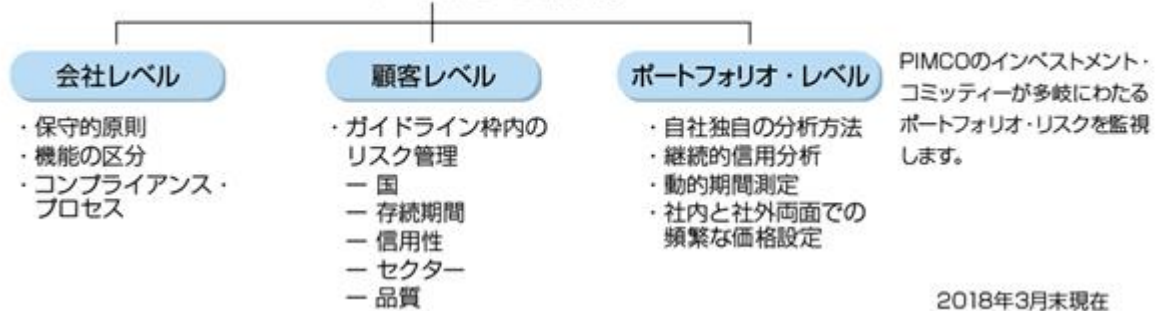 会社レベル
・保守的原則
・機能の区分
・コンプライアンス・
プロセス
顧客レベル
・ガイドライン枠内の
リスク管理
ー 国
ー 存続期間
ー 信用性
ー セクター
ー 品質
ポートフォリオ・レベル
・自社独自の分析方法
・継続的信用分析
・動的期間測定
・社内と社外両面での
頻繁な価格設定
PIMCOのインベストメント・
コミッティーが多岐にわたる
ポートフォリオ・リスクを監視
します。
2018年3月末現在